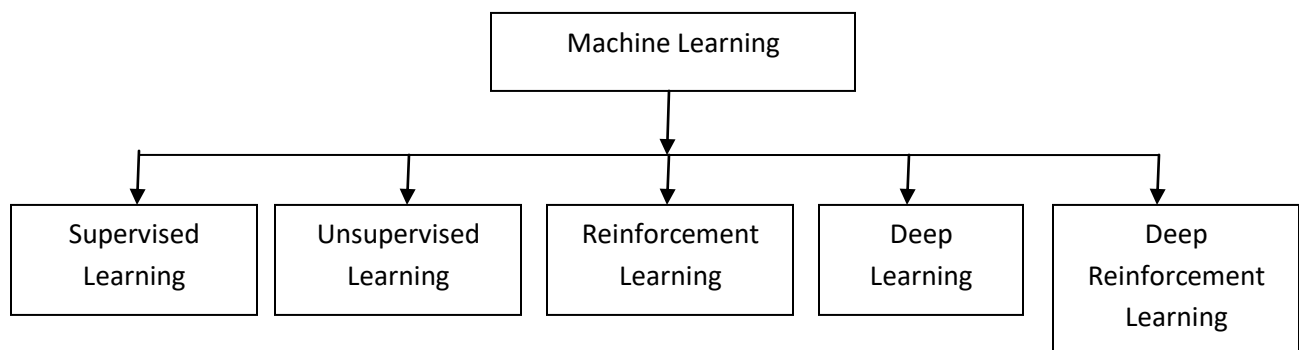 Machine Learning
Supervised
Learning
Unsupervised
Learning
Reinforcement
Learning
Deep
Learning
Deep
Reinforcement
Learning